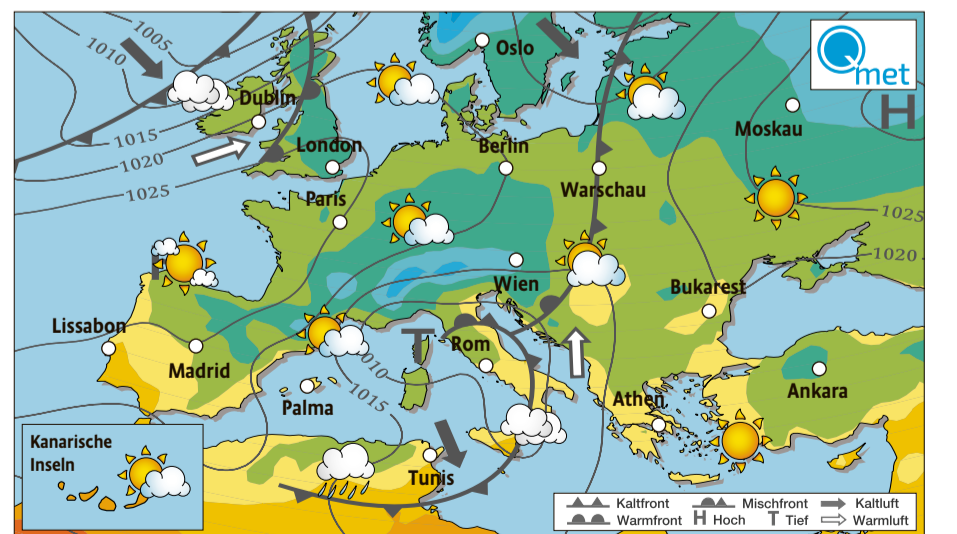 1005
1010
Oslo
Qmet
H
Dublin
Moskau
1015
London
Berlin
1020
1025
Warschau
Paris
1025
1020
H
Wien
Bukarest
Lissabon
T
Rom
1010
Madrid
Ankara
1015
Palma
Athen
Kanarische
Inseln
Tunis
Kaltfront Mischfront Kaltluft
Warmfront H Hoch T Tief Warmluft